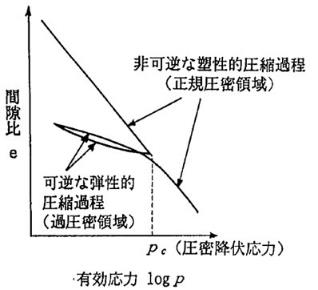 非可逆な塑性的圧縮過程
（正規圧密領域）
間隙比 e
可逆な弾性的
圧縮過程
（過圧密領域）
pc（圧密降伏応力）
有効応力 log p